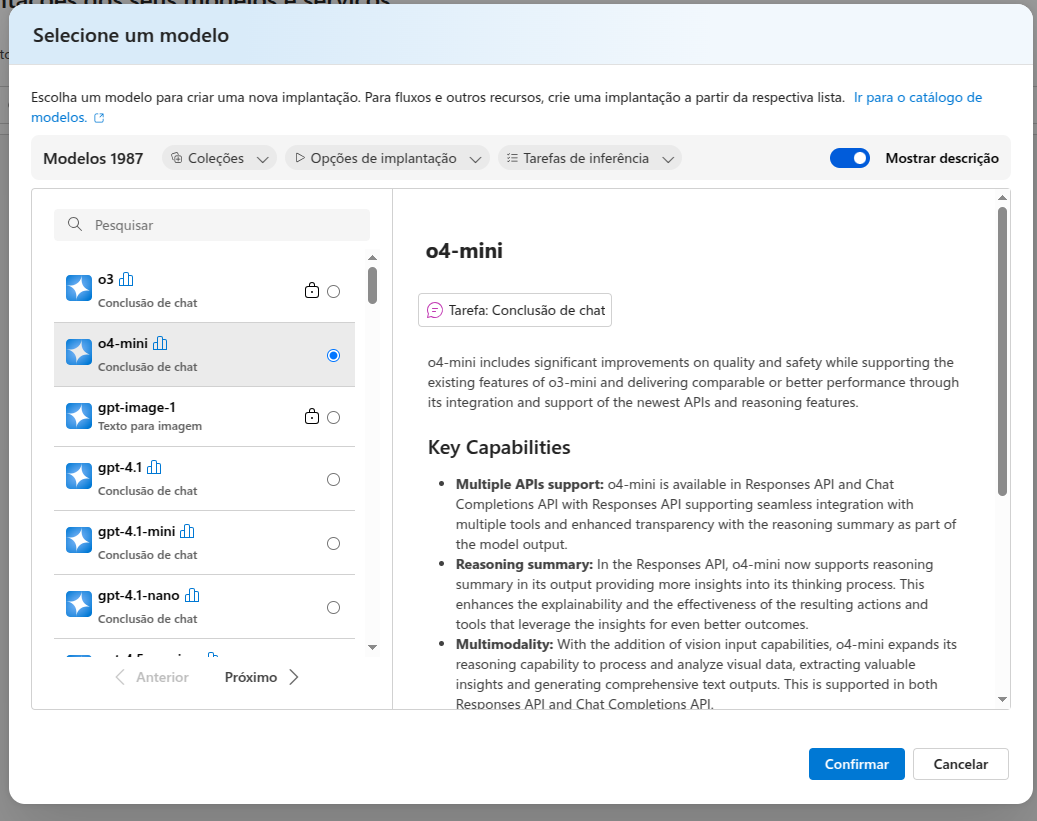 Selecione um modelo
Escolha um modelo para criar uma nova implantação. Para fluxos e outros recursos, crie uma implantação a partir da respectiva lista. Ir para o catálogo de
modelos.
Modelos 1987 Coleções Opções de implantação Tarefas de inferência Mostrar descrição
Pesquisar
o3
Conclusão de chat
o4-mini
Conclusão de chat
gpt-image-1
Texto para imagem
gpt-4.1
Conclusão de chat
gpt-4.1-mini
Conclusão de chat
gpt-4.1-nano
Conclusão de chat
Anterior Próximo
o4-mini
Tarefa: Conclusão de chat
o4-mini includes significant improvements on quality and safety while supporting the
existing features of o3-mini and delivering comparable or better performance through
its integration and support of the newest APIs and reasoning features.
Key Capabilities
• Multiple APIs support: o4-mini is available in Responses API and Chat
Completions API with Responses API supporting seamless integration with
multiple tools and enhanced transparency with the reasoning summary as part of
the model output.
• Reasoning summary: In the Responses API, o4-mini now supports reasoning
summary in its output providing more insights into its thinking process. This
enhances the explainability and the effectiveness of the resulting actions and
tools that leverage the insights for even better outcomes.
• Multimodality: With the addition of vision input capabilities, o4-mini expands its
reasoning capability to process and analyze visual data, extracting valuable
insights and generating comprehensive text outputs. This is supported in both
Responses API and Chat Completions API.
Confirmar Cancelar